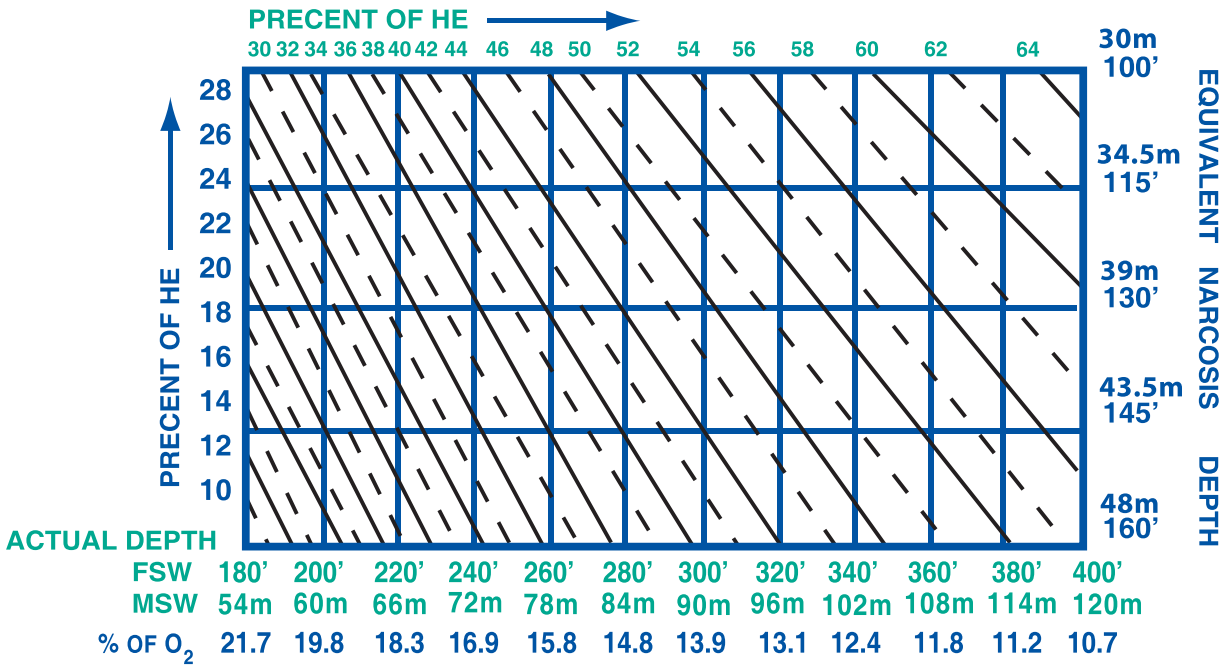 PRECENT OF HE
30 32 34 36 38 40 42 44 46 48 50 52 54 56 58 60 62 64
30m
100’
28
26
34.5m
24
115’
22
20
39m
130’
18
16
43.5m
14
145’
12
10
48m
160’
PRECENT OF HE
EQUIVALENT NARCOSIS DEPTH
ACTUAL DEPTH
FSW 180’ 200’ 220’ 240’ 260’ 280’ 300’ 320’ 340’ 360’ 380’ 400’
MSW 54m 60m 66m 72m 78m 84m 90m 96m 102m 108m 114m 120m
% OF O2 21.7 19.8 18.3 16.9 15.8 14.8 13.9 13.1 12.4 11.8 11.2 10.7